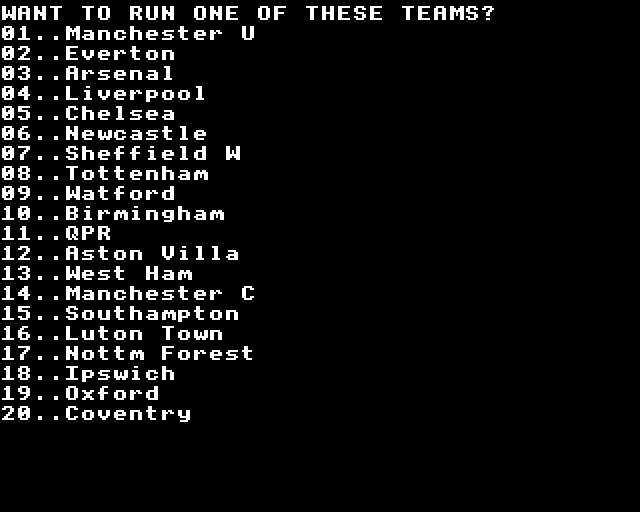 WANT TO RUN ONE OF THESE TEAMS?
01..Manchester U
02..Everton
03..Arsenal
04..Liverpool
05..Chelsea
06..Newcastle
07..Sheffield W
08..Tottenham
09..Watford
10..Birmingham
11..QPR
12..Aston Villa
13..West Ham
14..Manchester C
15..Southampton
16..Luton Town
17..Nottm Forest
18..Ipswich
19..Oxford
20..Coventry